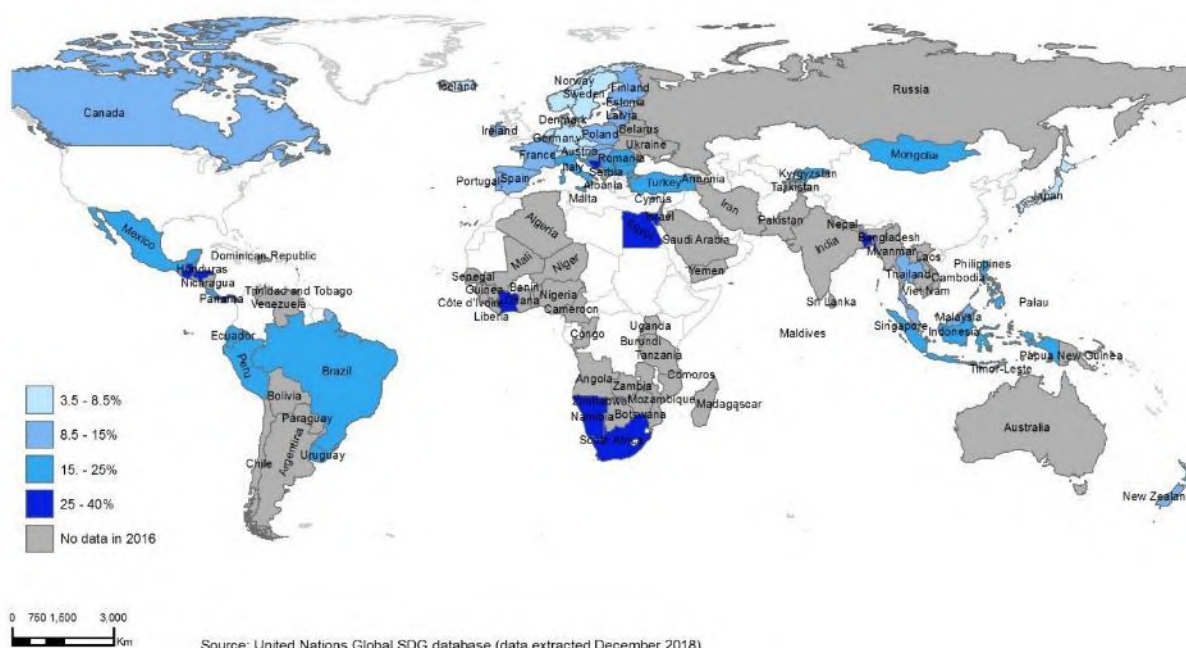 Iceland
Norway
Sweden
Finland
Estonia
Latvia
Denmark
Ireland
Germany
Poland
Belarus
Ukraine
France
Austria
Romania
Italy
Serbia
Portugal
Spain
Albania
Malta
Turkey
Armenia
Cyprus
Israel
Russia
Mongolia
Kyrgyzstan
Tajikistan
Japan
Canada
Mexico
Dominican Republic
Honduras
Nicaragua
Panama
Trinidad and Tobago
Venezuela
Ecuador
Peru
Brazil
Bolivia
Paraguay
Uruguay
Chile
Argentina
Algeria
Egypt
Saudi Arabia
Yemen
Iran
Pakistan
India
Nepal
Bangladesh
Myanmar
Laos
Thailand
Cambodia
Viet Nam
Philippines
Sri Lanka
Maldives
Palau
Malaysia
Singapore
Indonesia
Papua New Guinea
Timor-Leste
Australia
New Zealan
Mali
Niger
Senegal
Guinea
Benin
Côte d'Ivoire
Ghana
Nigeria
Liberia
Cameroon
Congo
Uganda
Burundi
Tanzania
Comoros
Angola
Zambia
Zimbabwe
Mozambique
Madagascar
Namibia
Botswana
South Africa
3.5 - 8.5%
8.5 - 15%
15. - 25%
25 - 40%
No data in 2016
0 750 1,500 3,000
Km
Source: United Nations Global SDG database (data extracted December 2018)